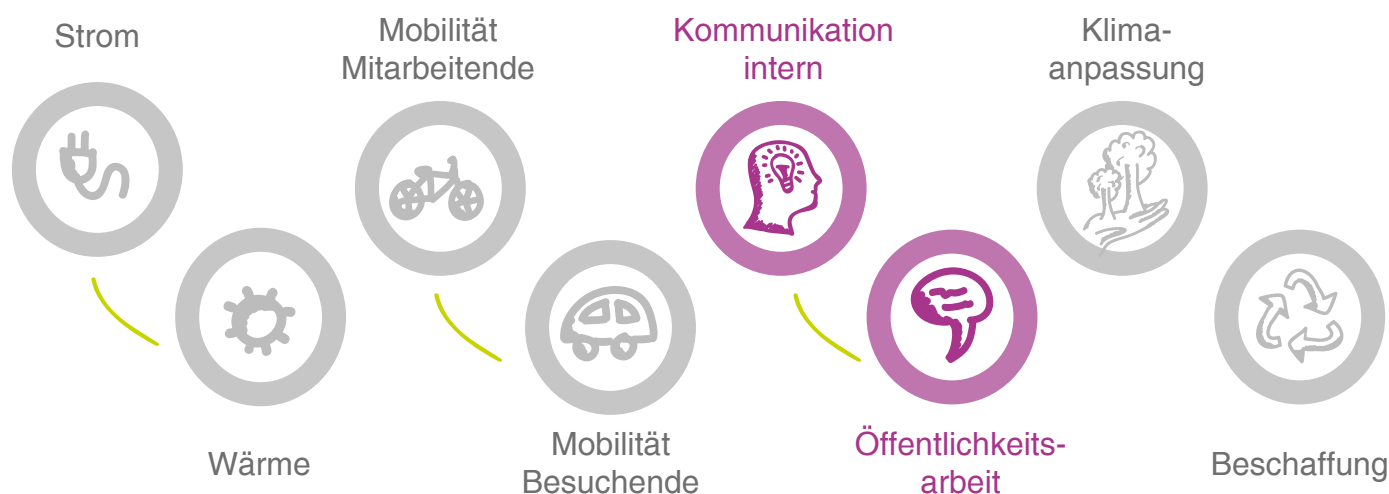 Strom
Wärme
Mobilität
Mitarbeitende
Mobilität
Besuchende
Kommunikation
intern
Öffentlichkeits-
arbeit
Klima-
anpassung
Beschaffung